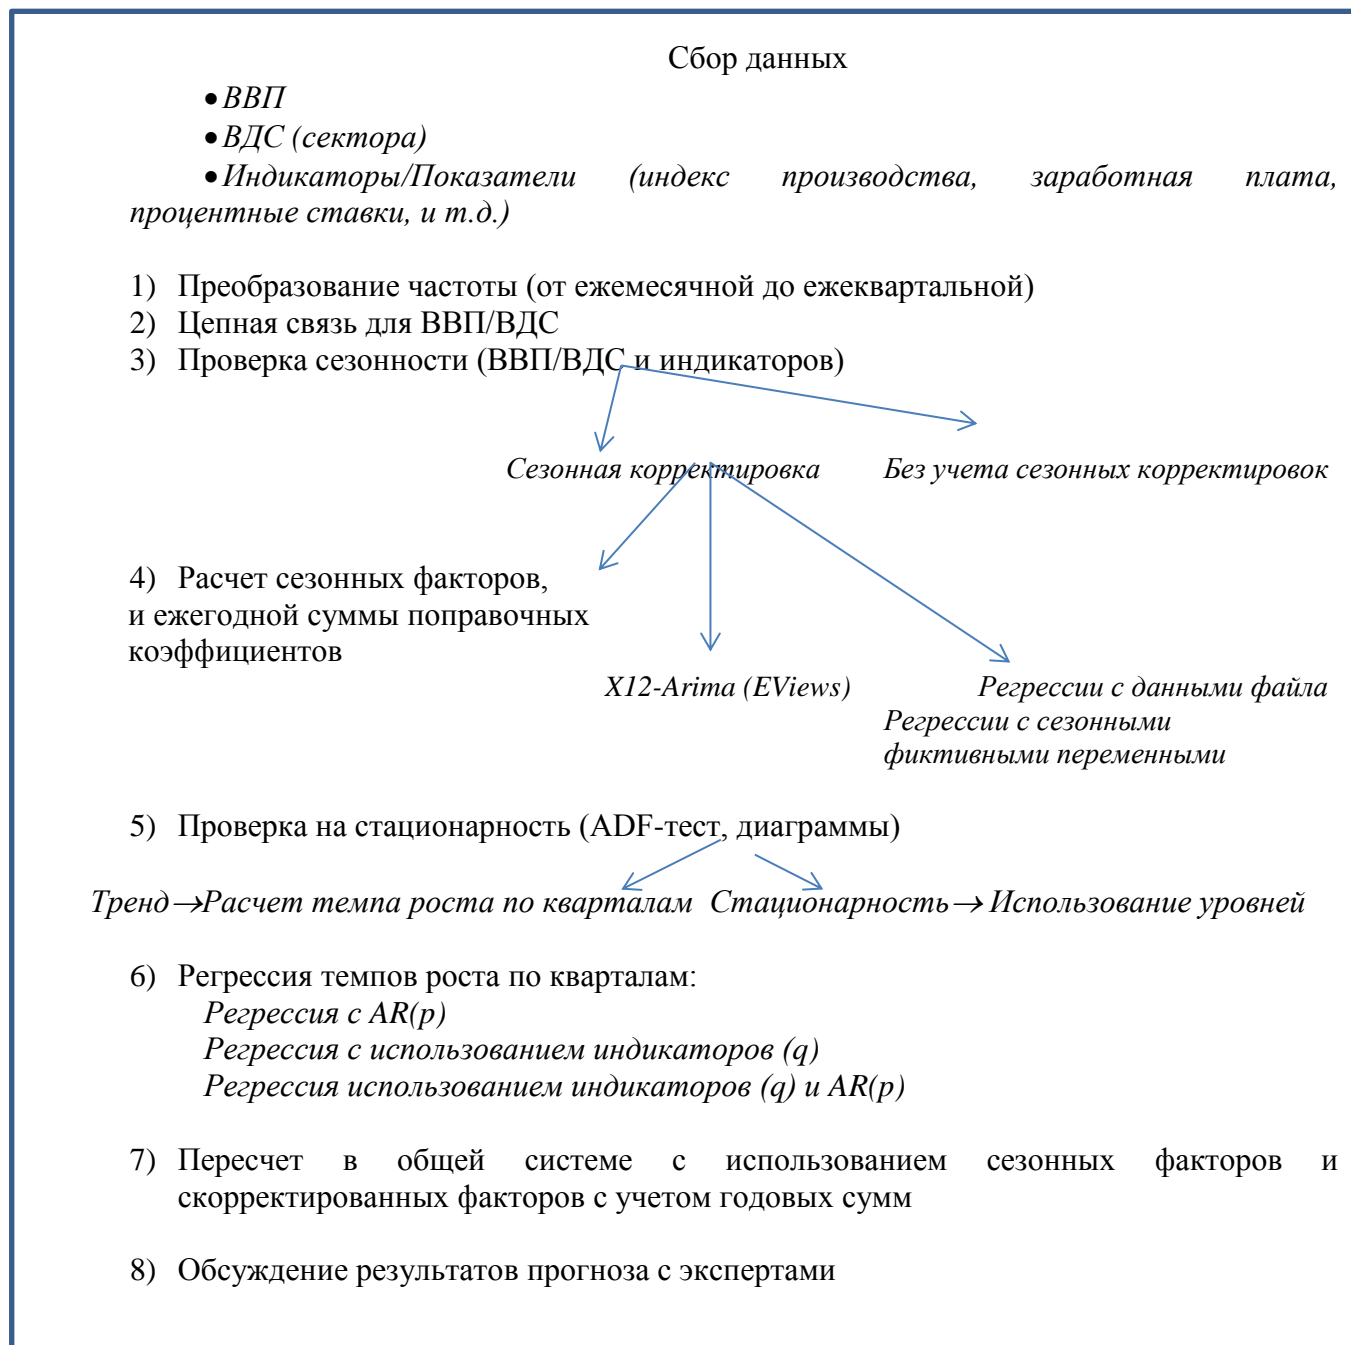 Сбор данных
•ВВП
•ВДС (сектора)
•Индикаторы/Показатели (индекс производства, заработная плата,
процентные ставки, и т.д.)
1) Преобразование частоты (от ежемесячной до ежеквартальной)
2) Цепная связь для ВВП/ВДС
3) Проверка сезонности (ВВП/ВДС и индикаторов)
Сезонная корректировка Без учета сезонных корректировок
4) Расчет сезонных факторов,
и ежегодной суммы поправочных
коэффициентов
X12-Arima (EViews) Регрессии с данными файла
Регрессии с сезонными
фиктивными переменными
5) Проверка на стационарность (ADF-тест, диаграммы)
Тренд→Расчет темпа роста по кварталам Стационарность→ Использование уровней
6) Регрессия темпов роста по кварталам:
Регрессия с AR(p)
Регрессия с использованием индикаторов (q)
Регрессия использованием индикаторов (q) и AR(p)
7) Пересчет в общей системе с использованием сезонных факторов и
скорректированных факторов с учетом годовых сумм
8) Обсуждение результатов прогноза с экспертами